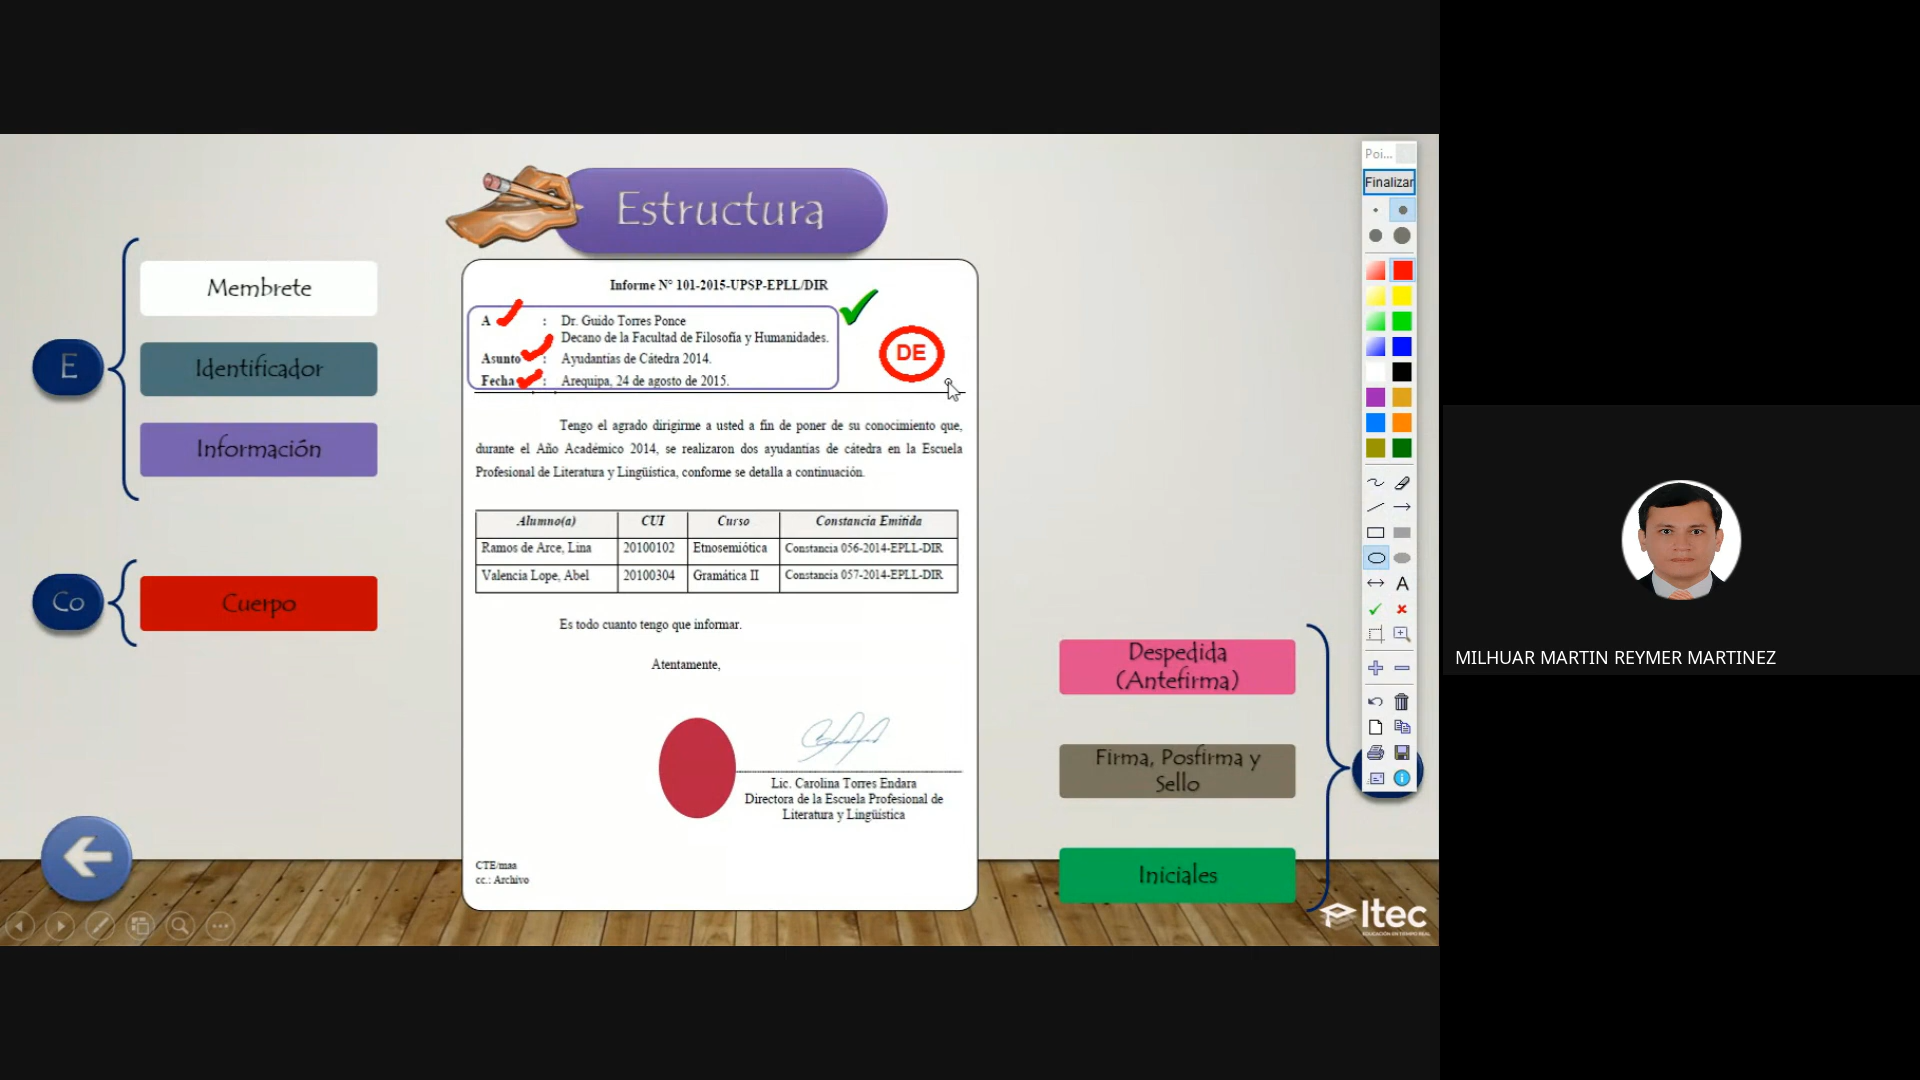 Estructura
E
Membrete
Identificador
Información
Co
Cuerpo
Informe N° 101-2015-UPSP-EPLL/DIR
A : Dr. Guido Torres Ponce
Decano de la Facultad de Filosofía y Humanidades.
Asunto : Ayudantías de Cátedra 2014.
Fecha : Arequipa, 24 de agosto de 2015.
DE
Tengo el agrado dirigirme a usted a fin de poner de su conocimiento que,
durante el Año Académico 2014, se realizaron dos ayudantías de cátedra en la Escuela
Profesional de Literatura y Lingüística, conforme se detalla a continuación.
Alumno(a) CUI Curso Constancia Emitida
Ramos de Arce, Lina 20100102 Etnosemiótica Constancia 056-2014-EPLL-DIR
Valencia Lope, Abel 20100304 Gramática II Constancia 057-2014-EPLL-DIR
Es todo cuanto tengo que informar.
Atentamente,
Lic. Carolina Torres Endara
Directora de la Escuela Profesional de
Literatura y Lingüística
CTE/maa
cc.: Archivo
Despedida
(Antefirma)
Firma, Posfirma y
Sello
Iniciales
Itec
EDUCACIÓN EN TIEMPO REAL
Poi...
Finalizar
A
MILHUAR MARTIN REYMER MARTINEZ